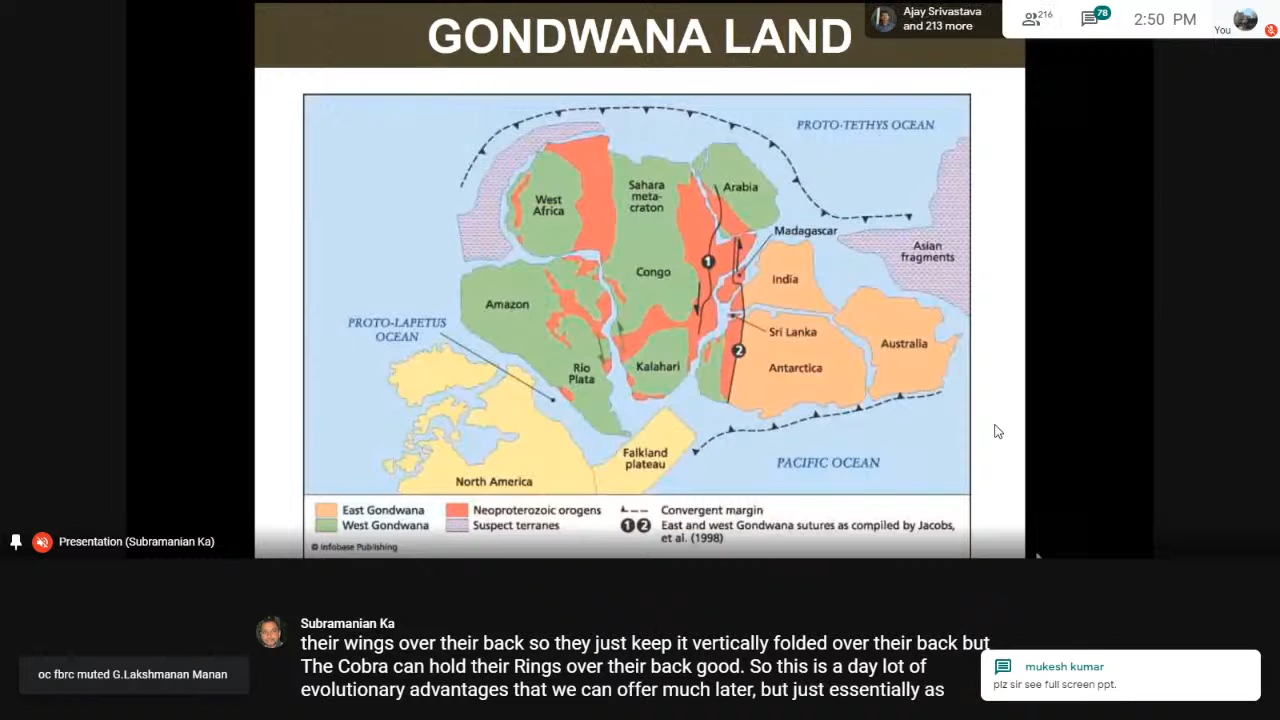 GONDWANA LAND
Ajay Srivastava
and 213 more
216
78
2:50 PM
You
PROTO-TETHYS OCEAN
Sahara
meta-
craton
Arabia
West
Africa
Madagascar
Asian
fragments
1
Congo
India
Amazon
PROTO-LAPETUS
OCEAN
Sri Lanka
Australia
2
Rio
Plata
Kalahari
Antarctica
Falkland
plateau
PACIFIC OCEAN
North America
East Gondwana
West Gondwana
Neoproterozoic orogens
Suspect terranes
Convergent margin
1 2 East and west Gondwana sutures as compiled by Jacobs,
et al. (1998)
© Infobase Publishing
Presentation (Subramanian Ka)
Subramanian Ka
their wings over their back so they just keep it vertically folded over their back but
The Cobra can hold their Rings over their back good. So this is a day lot of
evolutionary advantages that we can offer much later, but just essentially as
oc fbrc muted G.Lakshmanan Manan
mukesh kumar
plz sir see full screen ppt.